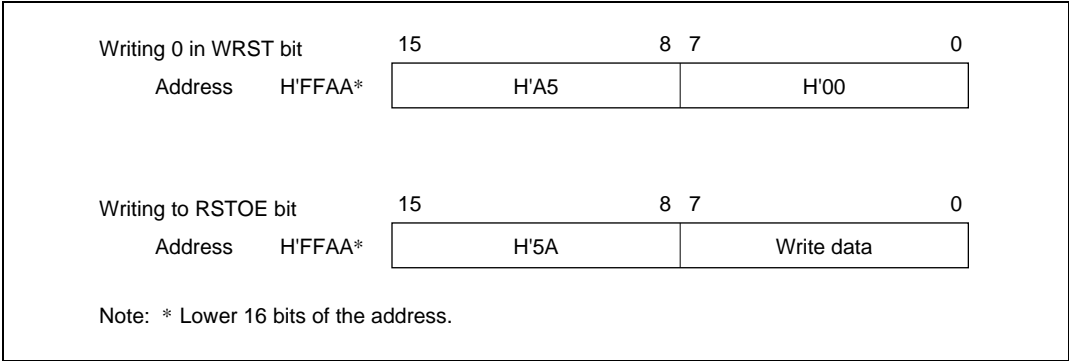 Writing 0 in WRST bit 15 8 7 0
Address H'FFAA* H'A5 H'00
Writing to RSTOE bit 15 8 7 0
Address H'FFAA* H'5A Write data
Note: * Lower 16 bits of the address.